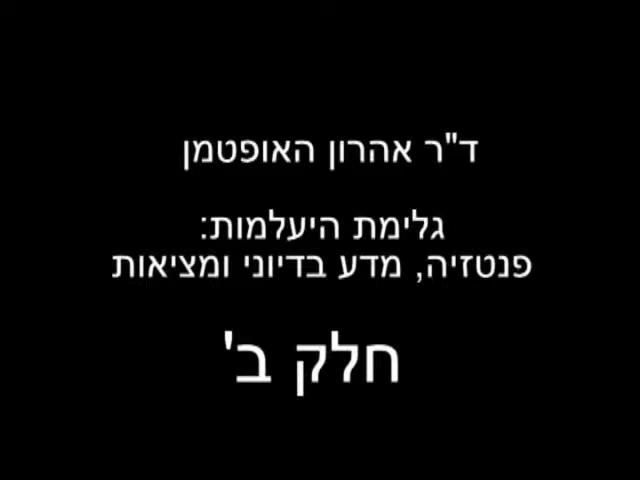 ד"ר אהרון האופטמן
גלימת היעלמות:
פנטזיה, מדע בדיוני ומציאות
חלק ב'